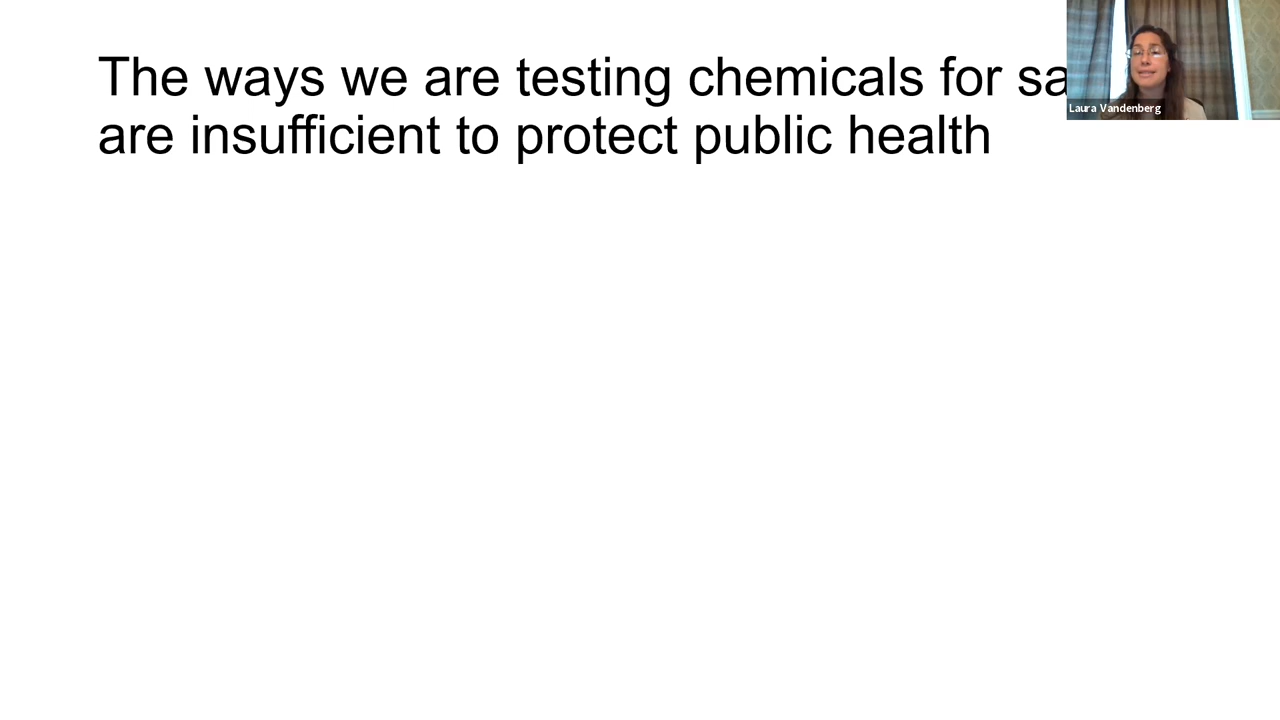 The ways we are testing chemicals for sa
are insufficient to protect public health
Laura Vandenberg